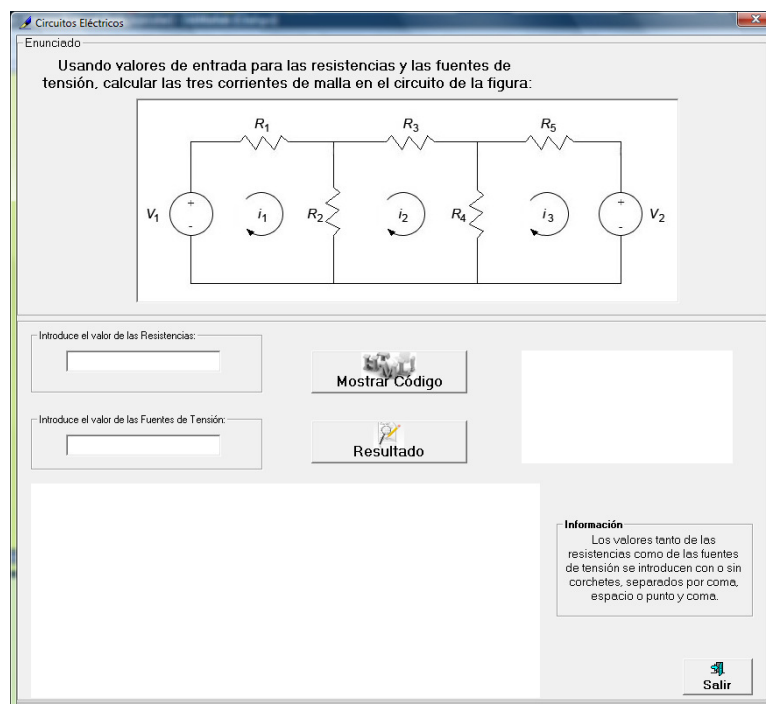 Circuitos Eléctricos
Enunciado
Usando valores de entrada para las resistencias y las fuentes de
tensión, calcular las tres corrientes de malla en el circuito de la figura:
R1 R3 R5
V1 + - i1 R2 i2 R4 i3 + - V2
Introduce el valor de las Resistencias:
Mostrar Código
Introduce el valor de las Fuentes de Tensión:
Resultado
Información
Los valores tanto de las
resistencias como de las fuentes
de tensión se introducen con o sin
corchetes, separados por coma,
espacio o punto y coma.
Salir